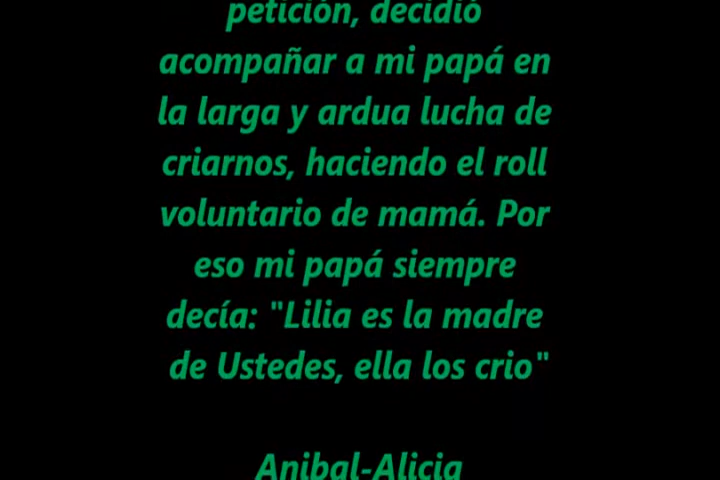 petición, decidió
acompañar a mi papá en
la larga y ardua lucha de
criarnos, haciendo el roll
voluntario de mamá. Por
eso mi papá siempre
decía: "Lilia es la madre
de Ustedes, ella los crio"
Anibal-Alicia